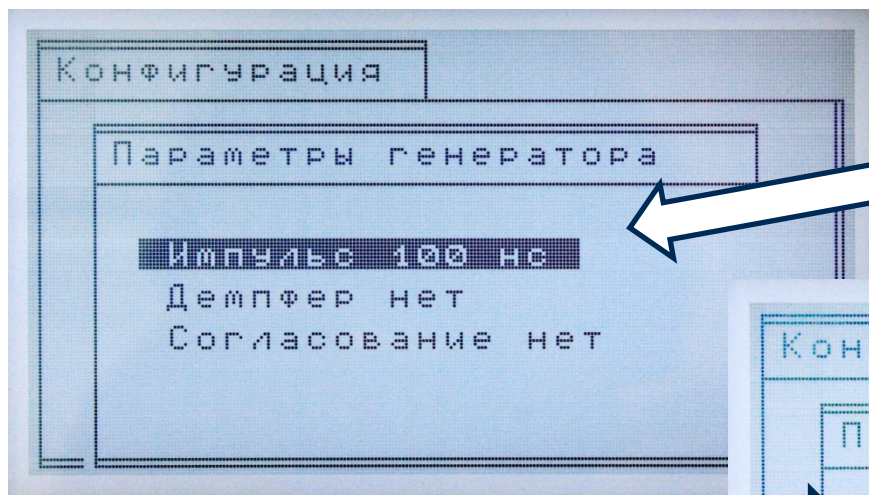 Конфигурация
Параметры генератора
Импульс 100 нс
Демпфер нет
Согласование нет
Кон
П